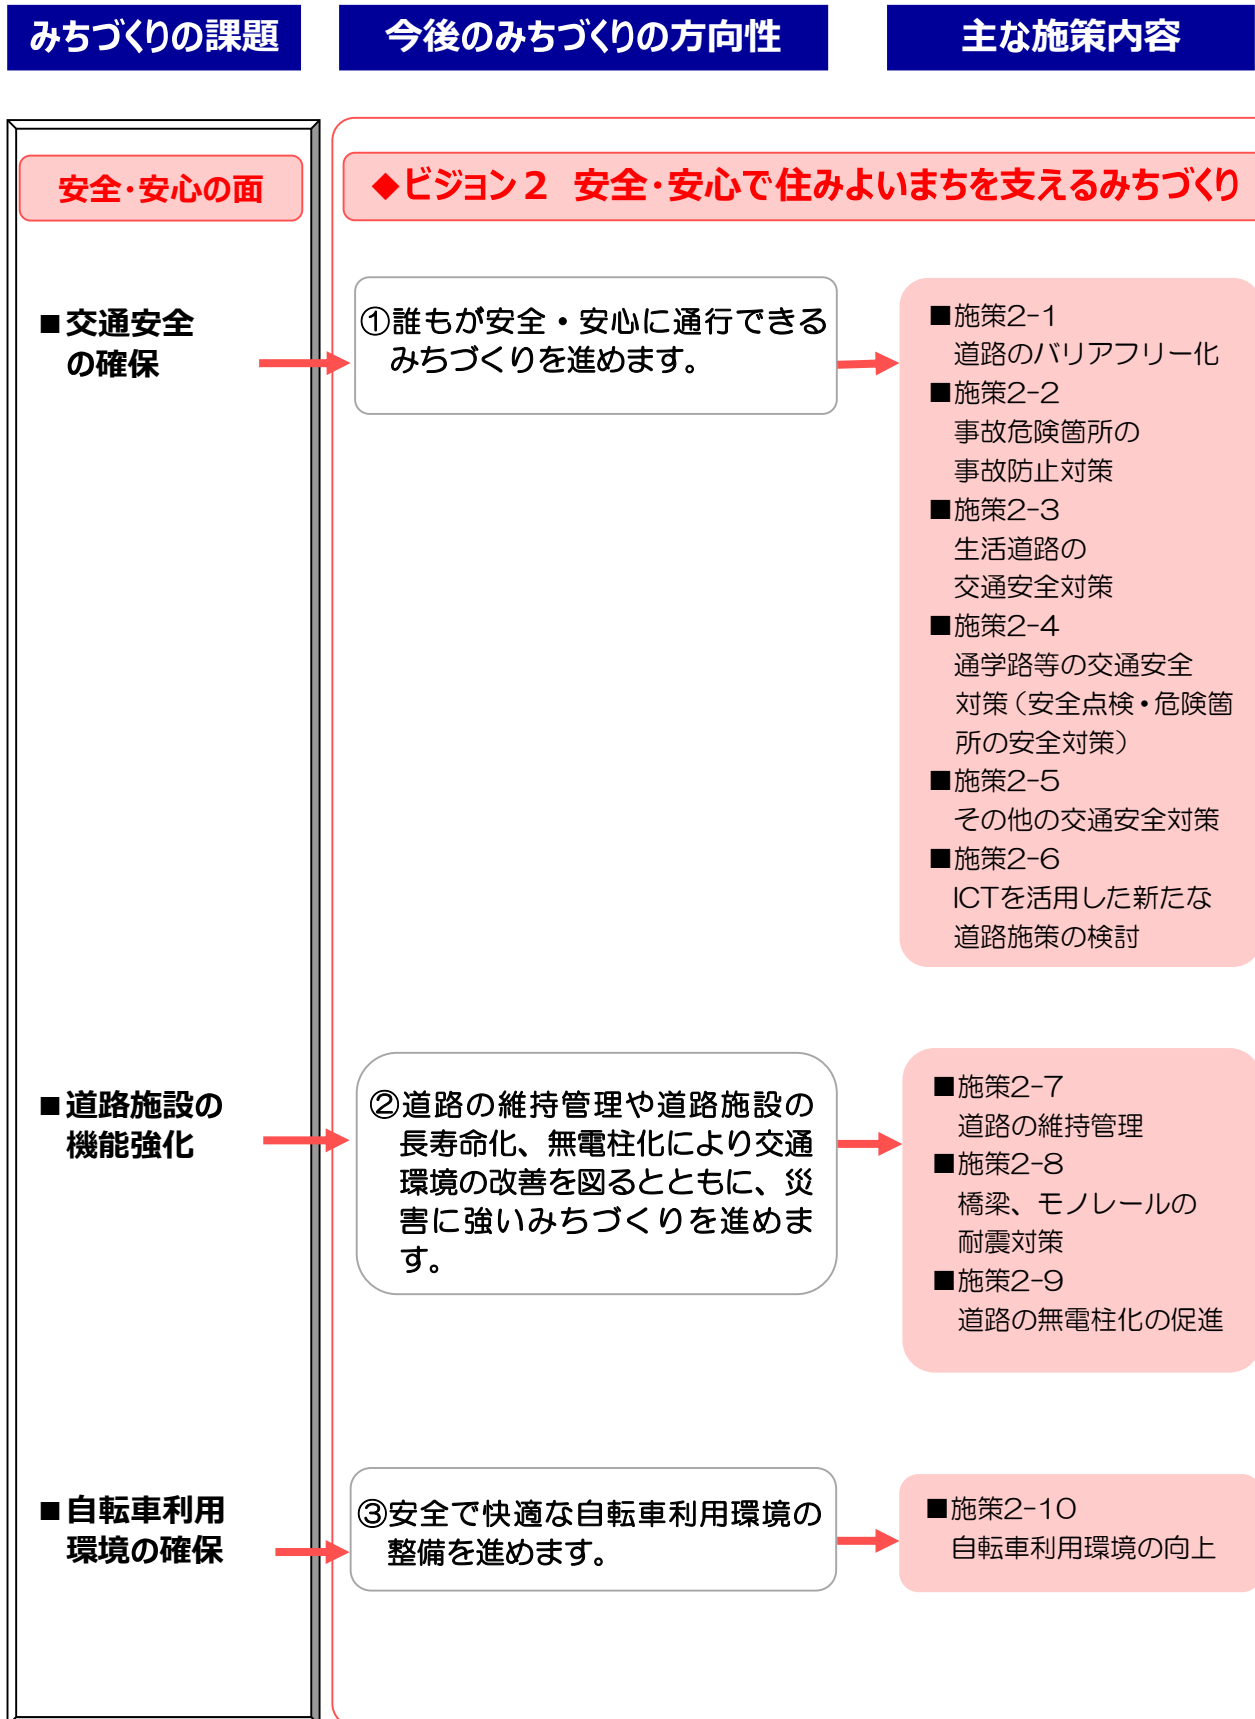 みちづくりの課題
今後のみちづくりの方向性
主な施策内容
安全・安心の面
◆ビジョン2 安全・安心で住みよいまちを支えるみちづくり
■交通安全
の確保
①誰もが安全・安心に通行できる
みちづくりを進めます。
■施策2-1
道路のバリアフリー化
■施策2-2
事故危険箇所の
事故防止対策
■施策2-3
生活道路の
交通安全対策
■施策2-4
通学路等の交通安全
対策（安全点検・危険箇
所の安全対策）
■施策2-5
その他の交通安全対策
■施策2-6
ICTを活用した新たな
道路施策の検討
■道路施設の
機能強化
②道路の維持管理や道路施設の
長寿命化、無電柱化により交通
環境の改善を図るとともに、災
害に強いみちづくりを進めま
す。
■施策2-7
道路の維持管理
■施策2-8
橋梁、モノレールの
耐震対策
■施策2-9
道路の無電柱化の促進
■自転車利用
環境の確保
③安全で快適な自転車利用環境の
整備を進めます。
■施策2-10
自転車利用環境の向上